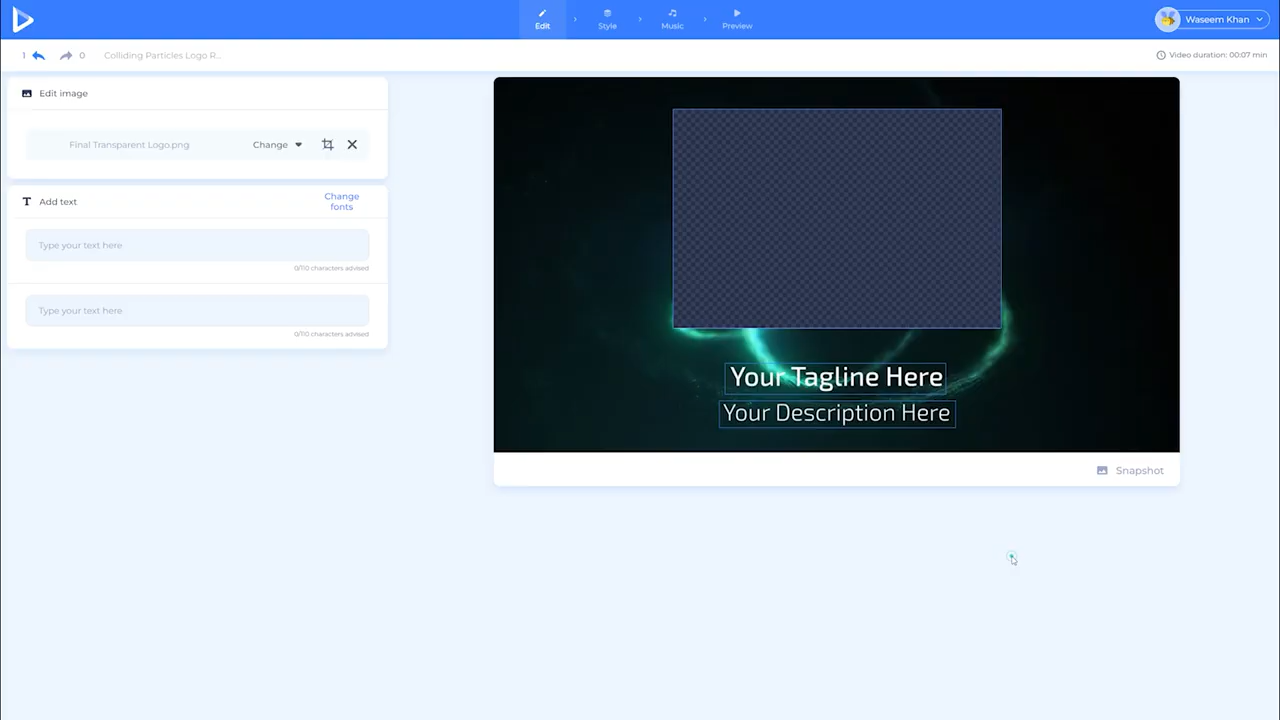 Edit
Style
Music
Preview
Waseem Khan
1
0
Colliding Particles Logo R...
Video duration: 00:07 min
Edit image
Final Transparent Logo.png
Change
Add text
Change
fonts
Type your text here
0/110 characters advised
Type your text here
0/110 characters advised
Your Tagline Here
Your Description Here
Snapshot